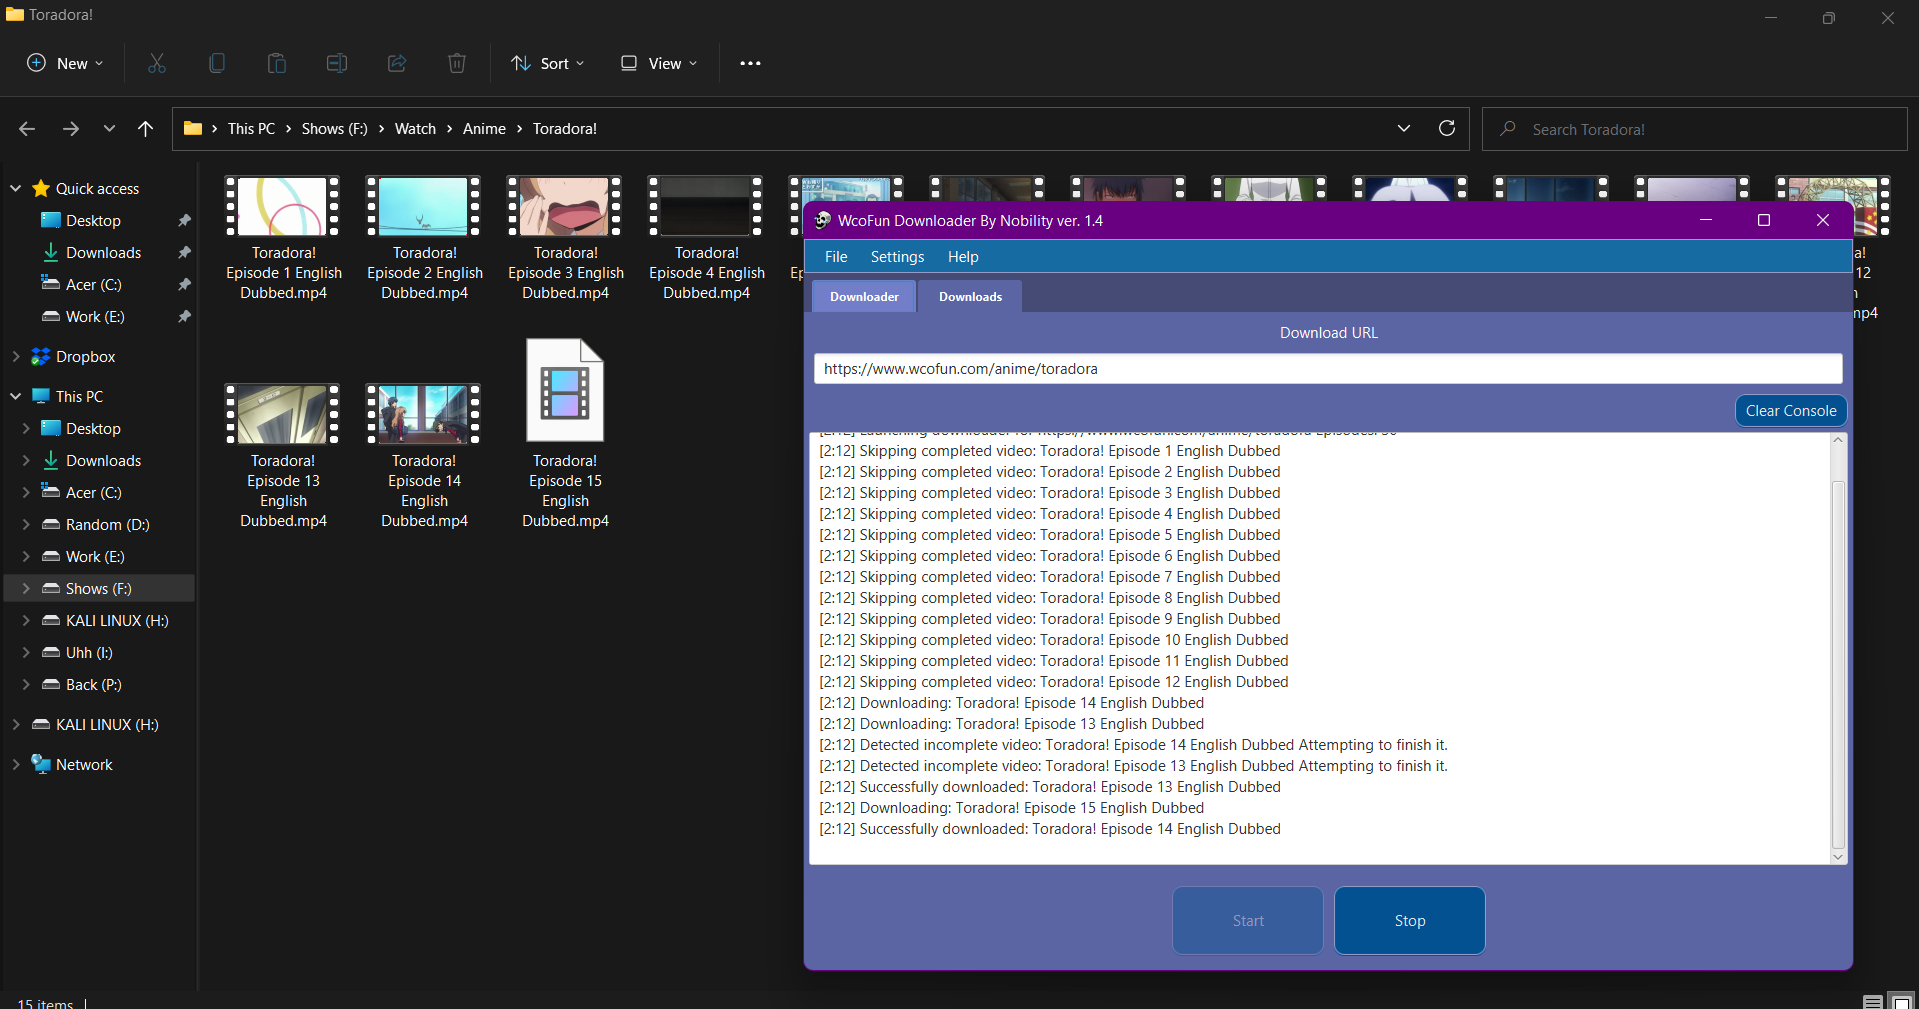 Toradora!
New
Sort
View
This PC > Shows (F:) > Watch > Anime > Toradora!
Search Toradora!
Quick access
Desktop
Downloads
Acer (C:)
Work (E:)
Dropbox
This PC
Desktop
Downloads
Acer (C:)
Random (D:)
Work (E:)
Shows (F:)
KALI LINUX (H:)
Uhh (I:)
Back (P:)
KALI LINUX (H:)
Network
Toradora!
Episode 1 English
Dubbed.mp4
Toradora!
Episode 2 English
Dubbed.mp4
Toradora!
Episode 3 English
Dubbed.mp4
Toradora!
Episode 4 English
Dubbed.mp4
12
Toradora!
Episode 13
English
Dubbed.mp4
Toradora!
Episode 14
English
Dubbed.mp4
Toradora!
Episode 15
English
Dubbed.mp4
WcoFun Downloader By Nobility ver. 1.4
File Settings Help
Downloader Downloads
Download URL
https://www.wcofun.com/anime/toradora
Clear Console
[2:12] Skipping completed video: Toradora! Episode 1 English Dubbed
[2:12] Skipping completed video: Toradora! Episode 2 English Dubbed
[2:12] Skipping completed video: Toradora! Episode 3 English Dubbed
[2:12] Skipping completed video: Toradora! Episode 4 English Dubbed
[2:12] Skipping completed video: Toradora! Episode 5 English Dubbed
[2:12] Skipping completed video: Toradora! Episode 6 English Dubbed
[2:12] Skipping completed video: Toradora! Episode 7 English Dubbed
[2:12] Skipping completed video: Toradora! Episode 8 English Dubbed
[2:12] Skipping completed video: Toradora! Episode 9 English Dubbed
[2:12] Skipping completed video: Toradora! Episode 10 English Dubbed
[2:12] Skipping completed video: Toradora! Episode 11 English Dubbed
[2:12] Skipping completed video: Toradora! Episode 12 English Dubbed
[2:12] Downloading: Toradora! Episode 14 English Dubbed
[2:12] Downloading: Toradora! Episode 13 English Dubbed
[2:12] Detected incomplete video: Toradora! Episode 14 English Dubbed Attempting to finish it.
[2:12] Detected incomplete video: Toradora! Episode 13 English Dubbed Attempting to finish it.
[2:12] Successfully downloaded: Toradora! Episode 13 English Dubbed
[2:12] Downloading: Toradora! Episode 15 English Dubbed
[2:12] Successfully downloaded: Toradora! Episode 14 English Dubbed
Start
Stop
15 items